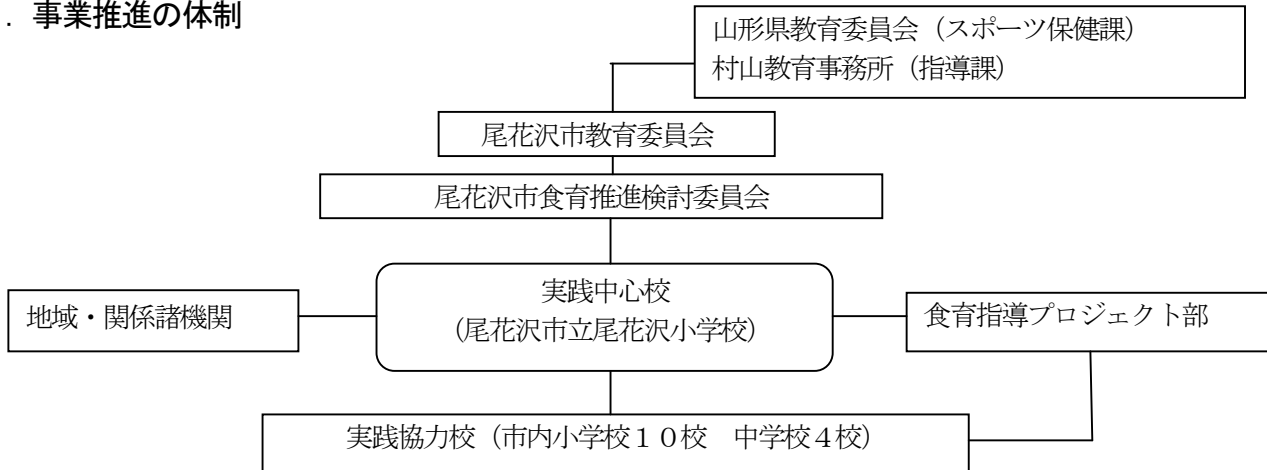 ．事業推進の体制
山形県教育委員会（スポーツ保健課）
村山教育事務所（指導課）
尾花沢市教育委員会
尾花沢市食育推進検討委員会
実践中心校
（尾花沢市立尾花沢小学校）
地域・関係諸機関
食育指導プロジェクト部
実践協力校（市内小学校１０校　中学校４校）